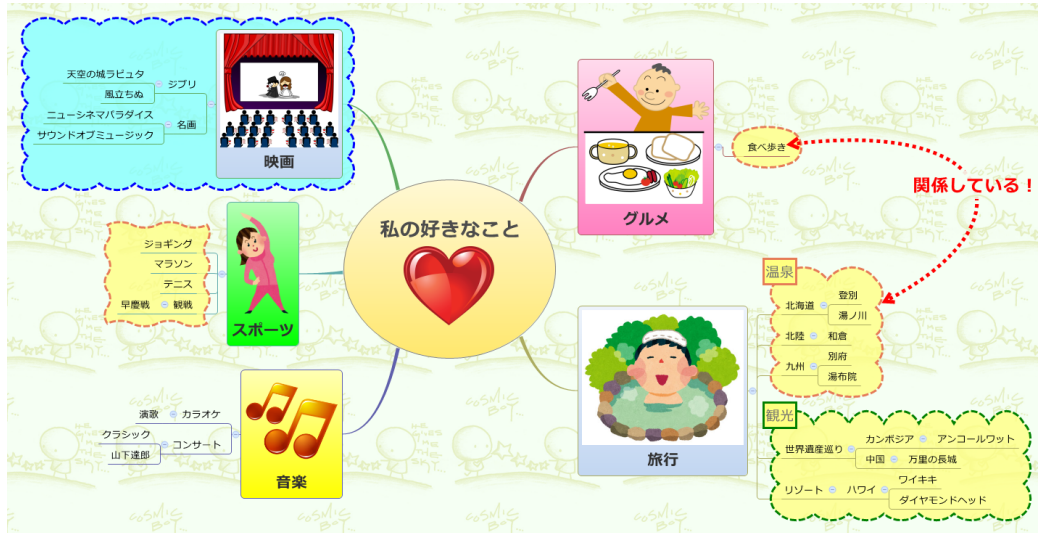 私の好きなこと
映画
ジブリ
天空の城ラピュタ
風立ちぬ
名画
ニューシネマパラダイス
サウンドオブミュージック
スポーツ
ジョギング
マラソン
テニス
観戦
早慶戦
音楽
カラオケ
演歌
コンサート
クラシック
山下達郎
グルメ
食べ歩き
関係している!
旅行
温泉
北海道
登別
湯ノ川
北陸
和倉
九州
別府
湯布院
観光
世界遺産巡り
カンボジア
アンコールワット
中国
万里の長城
リゾート
ハワイ
ワイキキ
ダイヤモンドヘッド